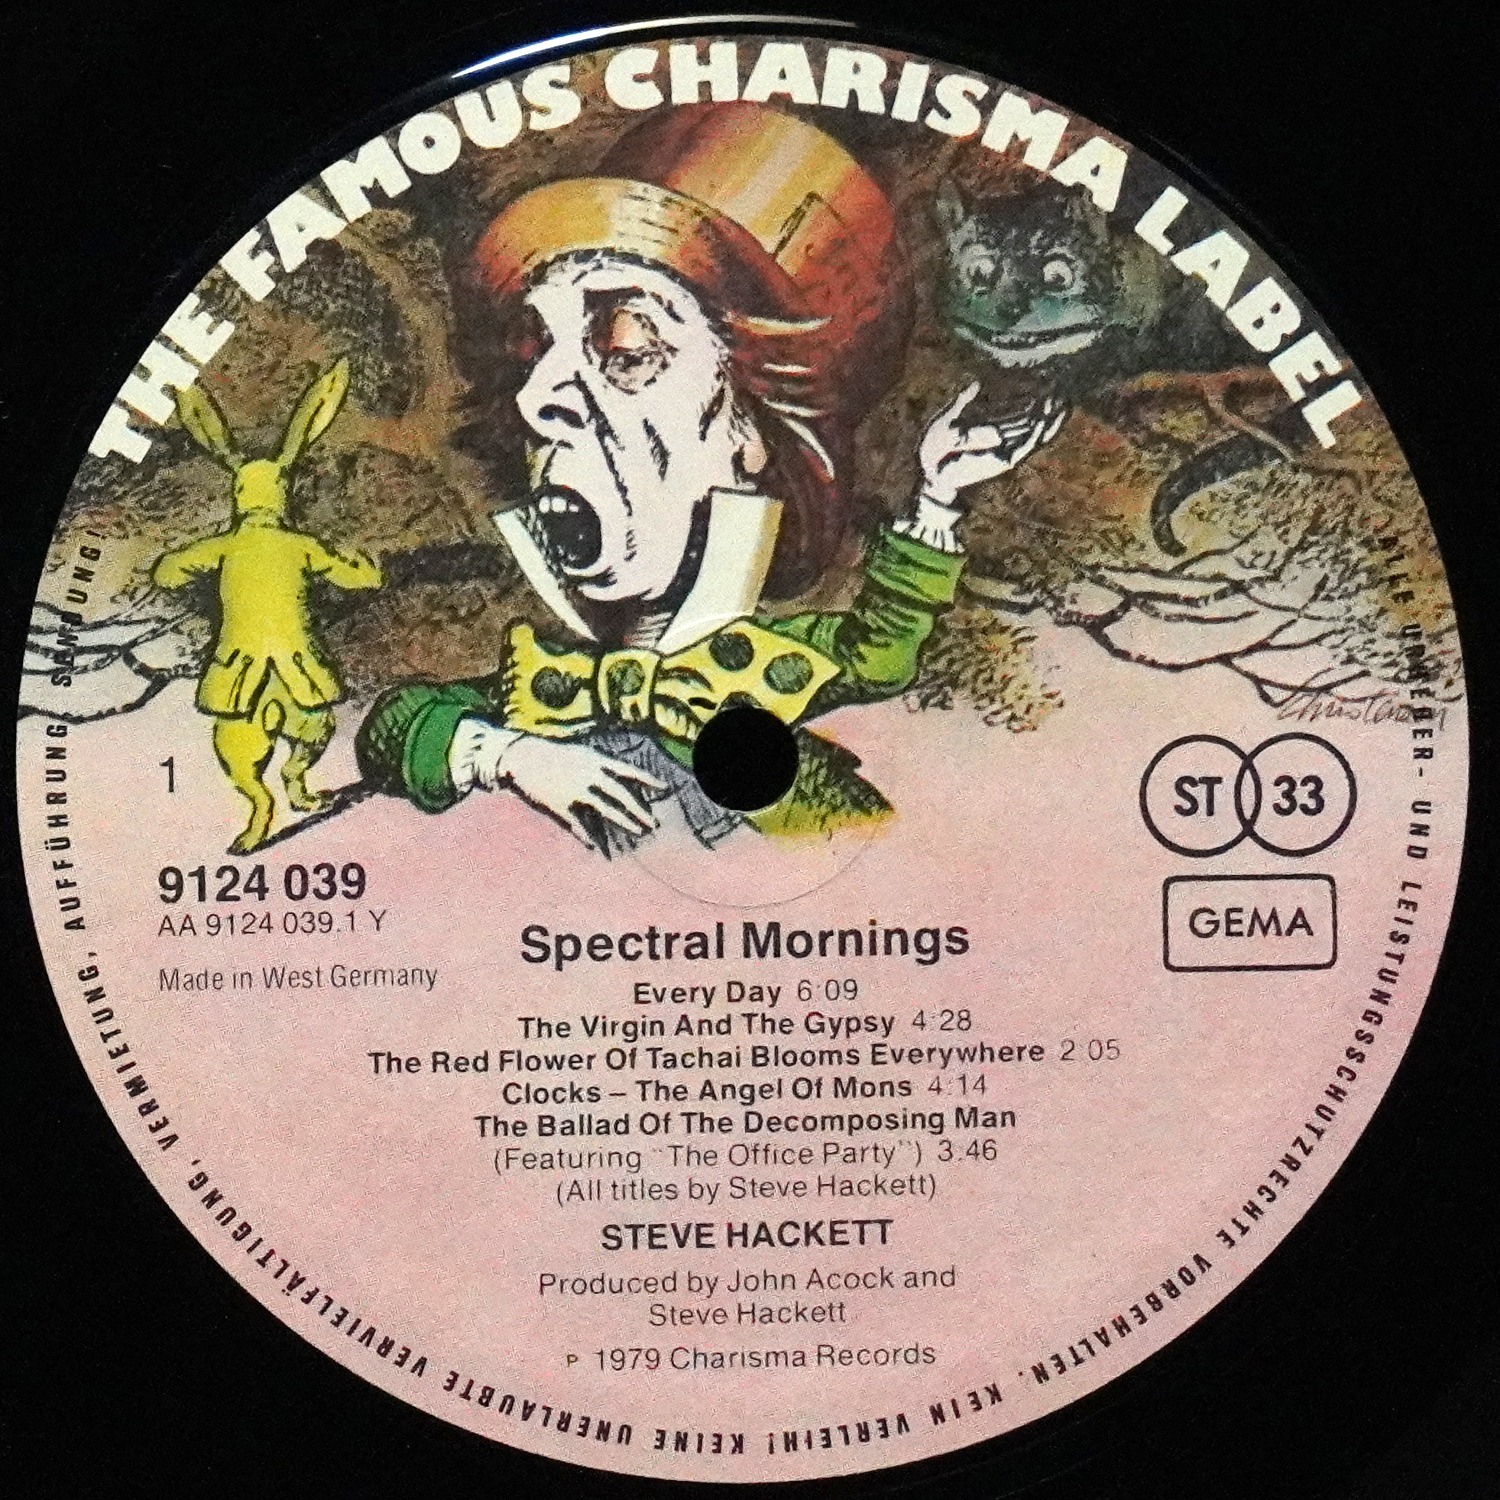 THE FAMOUS CHARISMA LABEL
1
ST 33
9124 039
AA 9124 039.1 Y
GEMA
Made in West Germany
Spectral Mornings
Every Day 6:09
The Virgin And The Gypsy 4:28
The Red Flower Of Tachai Blooms Everywhere 2:05
Clocks – The Angel Of Mons 4:14
The Ballad Of The Decomposing Man
(Featuring "The Office Party") 3:46
(All titles by Steve Hackett)
STEVE HACKETT
Produced by John Acock and
Steve Hackett
P 1979 Charisma Records
ALLE URHEBER- UND LEISTUNGSSCHUTZRECHTE VORBEHALTEN. KEIN VERLEIH! KEINE UNERLAUBTE VERVIELFÄLTIGUNG, VERMIETUNG, AUFFÜHRUNG, SENDUNG!